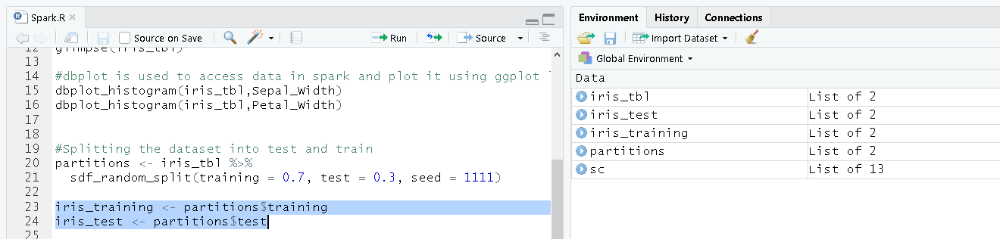 Spark.R
Source on Save
Run
Source
12 glimpse(iris_tbl)
13
14 #dbplot is used to access data in spark and plot it using ggplot
15 dbplot_histogram(iris_tbl,Sepal_Width)
16 dbplot_histogram(iris_tbl,Petal_Width)
17
18
19 #Splitting the dataset into test and train
20 partitions <- iris_tbl %>%
21 sdf_random_split(training = 0.7, test = 0.3, seed = 1111)
22
23 iris_training <- partitions$training
24 iris_test <- partitions$test
25
Environment History Connections
Import Dataset
Global Environment
Data
iris_tbl List of 2
iris_test List of 2
iris_training List of 2
partitions List of 2
sc List of 13